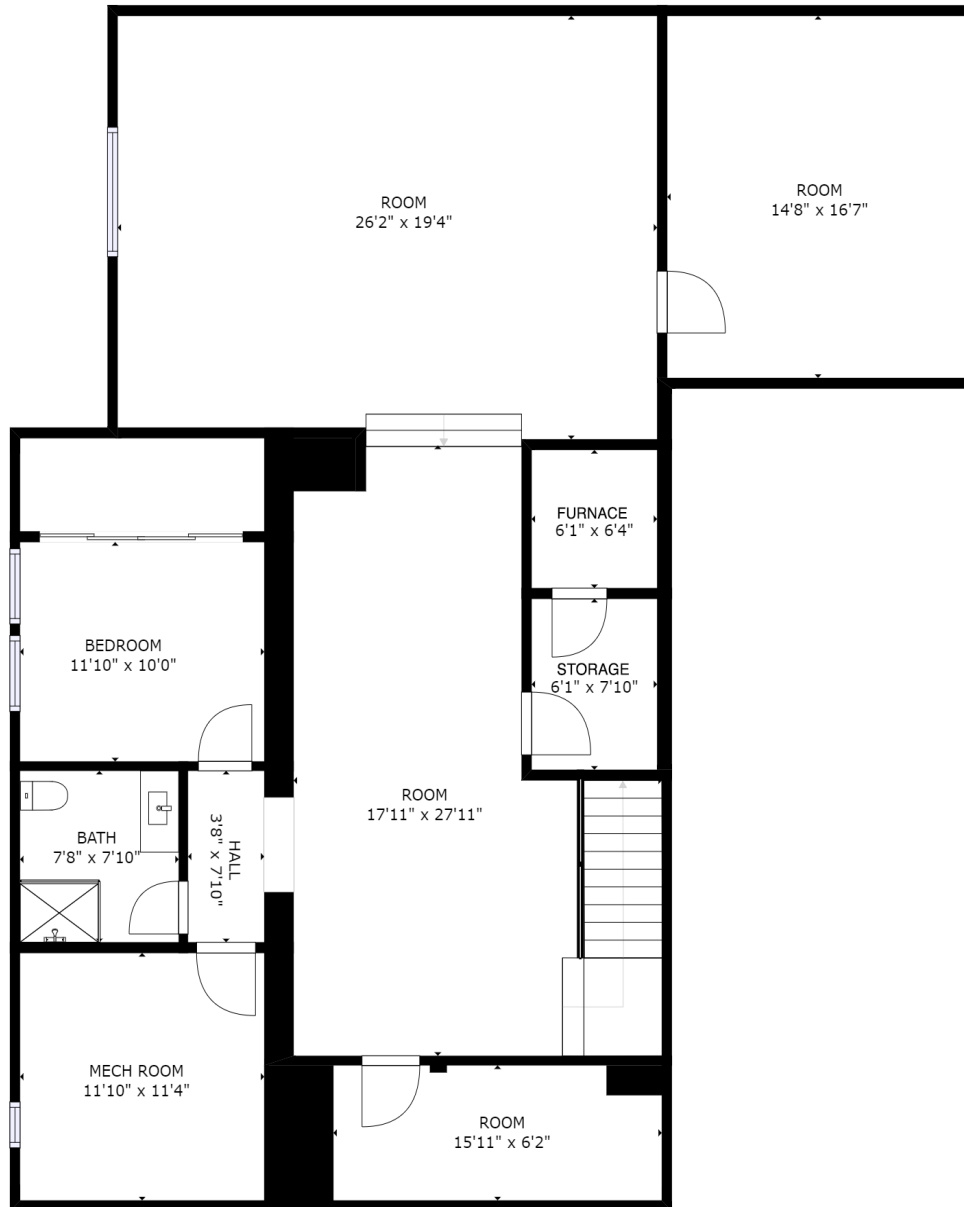 ROOM
26'2" x 19'4"
ROOM
14'8" x 16'7"
FURNACE
6'1" x 6'4"
BEDROOM
11'10" x 10'0"
STORAGE
6'1" x 7'10"
ROOM
17'11" x 27'11"
BATH
7'8" x 7'10"
HALL
3'8" x 7'10"
MECH ROOM
11'10" x 11'4"
ROOM
15'11" x 6'2"